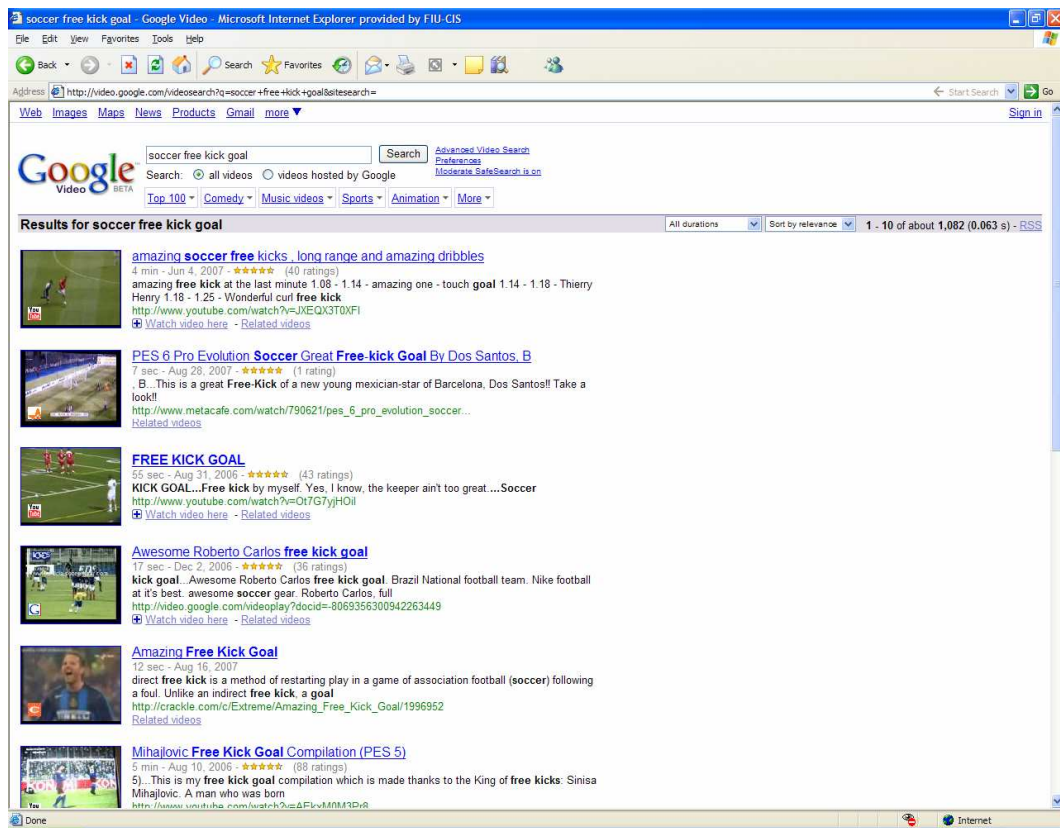 soccer free kick goal - Google Video - Microsoft Internet Explorer provided by FIU-CIS
File Edit View Favorites Tools Help
Back Search Favorites
Address http://video.google.com/videosearch?q=soccer+free+kick+goal&sitesearch= Start Search Go
Web Images Maps News Products Gmail more ▼ Sign in
Google Video BETA
soccer free kick goal Search Advanced Video Search
Preferences
Moderate SafeSearch is on
Search: all videos videos hosted by Google
Top 100 Comedy Music videos Sports Animation More
Results for soccer free kick goal All durations Sort by relevance 1 - 10 of about 1,082 (0.063 s) - RSS
amazing soccer free kicks , long range and amazing dribbles
4 min - Jun 4, 2007 - (40 ratings)
amazing free kick at the last minute 1.08 - 1.14 - amazing one - touch goal 1.14 - 1.18 - Thierry
Henry 1.18 - 1.25 - Wonderful curl free kick
http://www.youtube.com/watch?v=JXEQX3T0XFI
Watch video here - Related videos
You Tube
PES 6 Pro Evolution Soccer Great Free-kick Goal By Dos Santos, B
7 sec - Aug 28, 2007 - (1 rating)
, B...This is a great Free-Kick of a new young mexician-star of Barcelona, Dos Santos!! Take a
look!!
http://www.metacafe.com/watch/790621/pes_6_pro_evolution_soccer...
Related videos
FREE KICK GOAL
55 sec - Aug 31, 2006 - (43 ratings)
KICK GOAL...Free kick by myself. Yes, I know, the keeper ain't too great....Soccer
http://www.youtube.com/watch?v=Ot7G7yjHOiI
Watch video here - Related videos
You Tube
Awesome Roberto Carlos free kick goal
17 sec - Dec 2, 2006 - (36 ratings)
kick goal...Awesome Roberto Carlos free kick goal. Brazil National football team. Nike football
at it's best. awesome soccer gear. Roberto Carlos, full
http://video.google.com/videoplay?docid=-8069356300942263449
Watch video here - Related videos
G
Amazing Free Kick Goal
12 sec - Aug 16, 2007
direct free kick is a method of restarting play in a game of association football (soccer) following
a foul. Unlike an indirect free kick, a goal
http://crackle.com/c/Extreme/Amazing_Free_Kick_Goal/1996952
Related videos
Mihajlovic Free Kick Goal Compilation (PES 5)
5 min - Aug 10, 2006 - (88 ratings)
5)...This is my free kick goal compilation which is made thanks to the King of free kicks: Sinisa
Mihajlovic. A man who was born
http://www.youtube.com/watch?v=AEkxM0M3Pr8
You
Done Internet